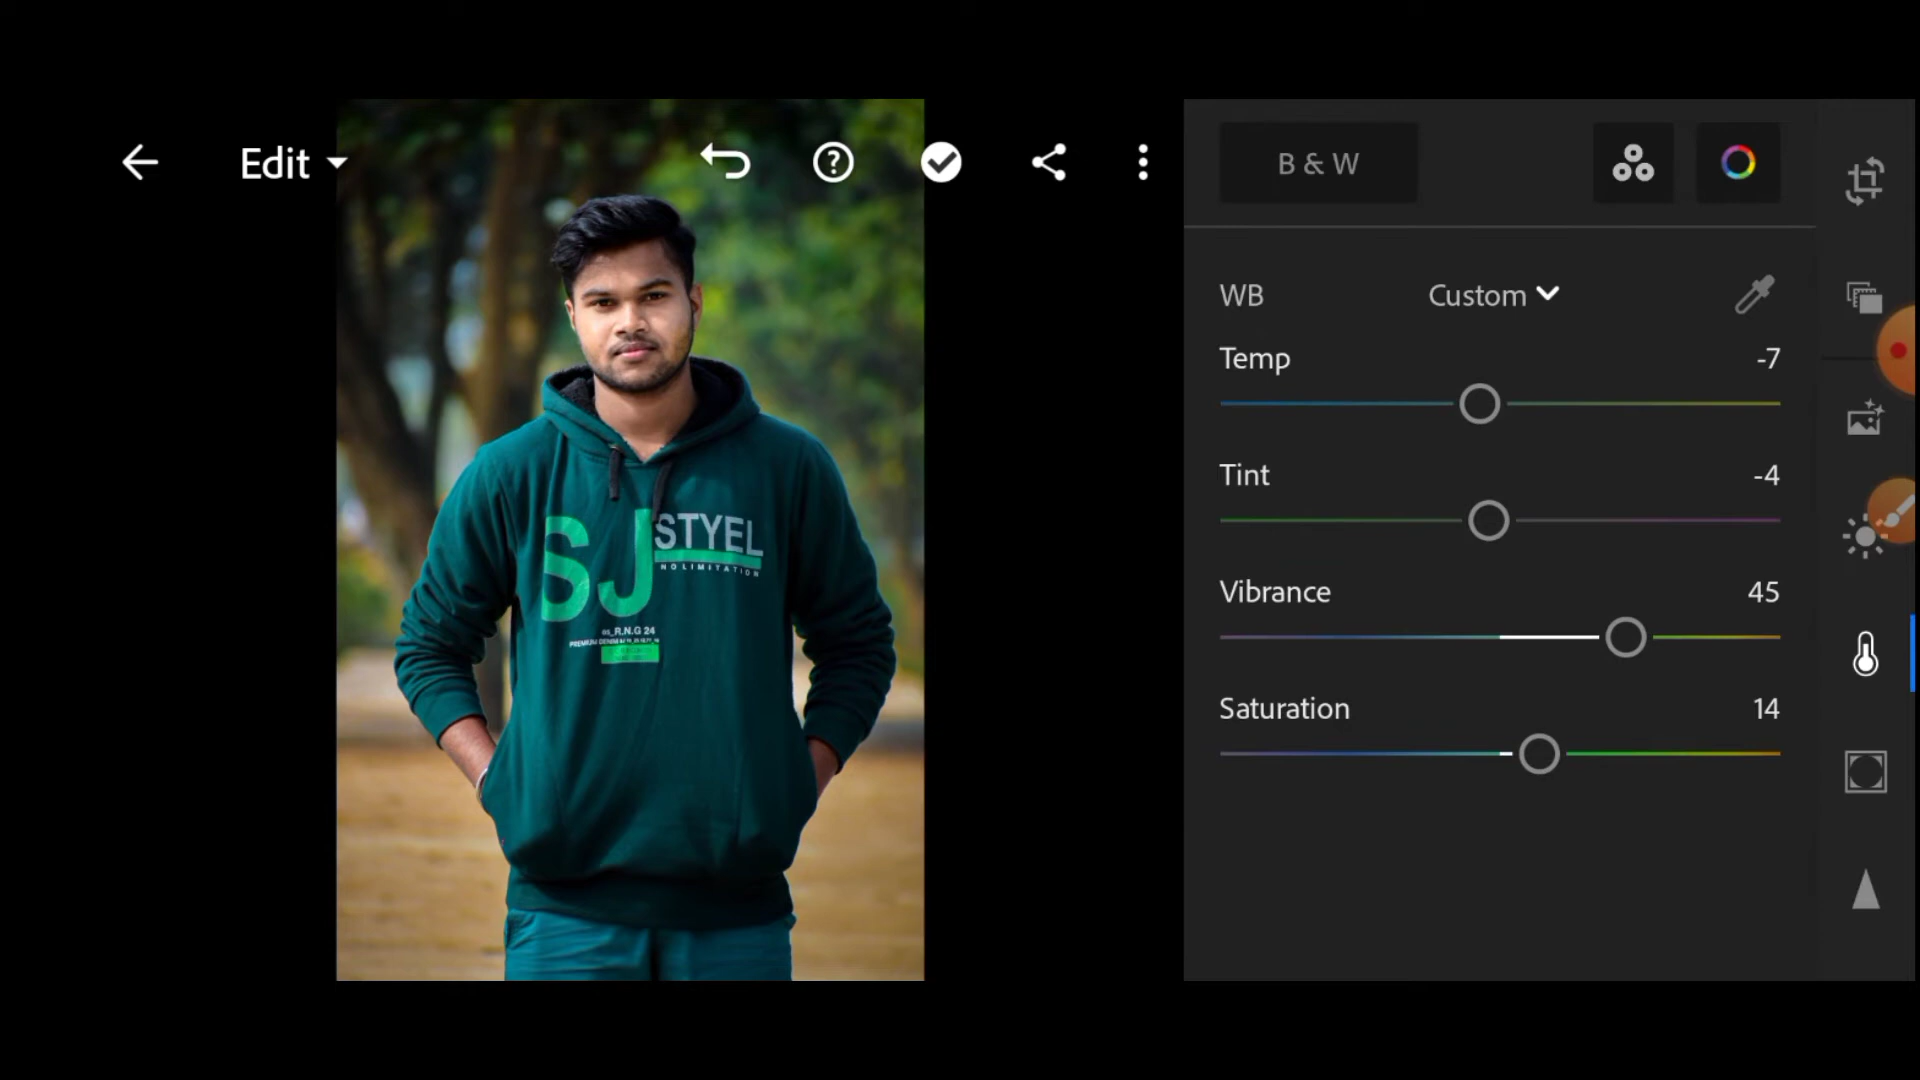 Edit
B & W
WB Custom
Temp -7
Tint -4
Vibrance 45
Saturation 14
SJ STYEL
NO LIMITATION
R.N.G 24